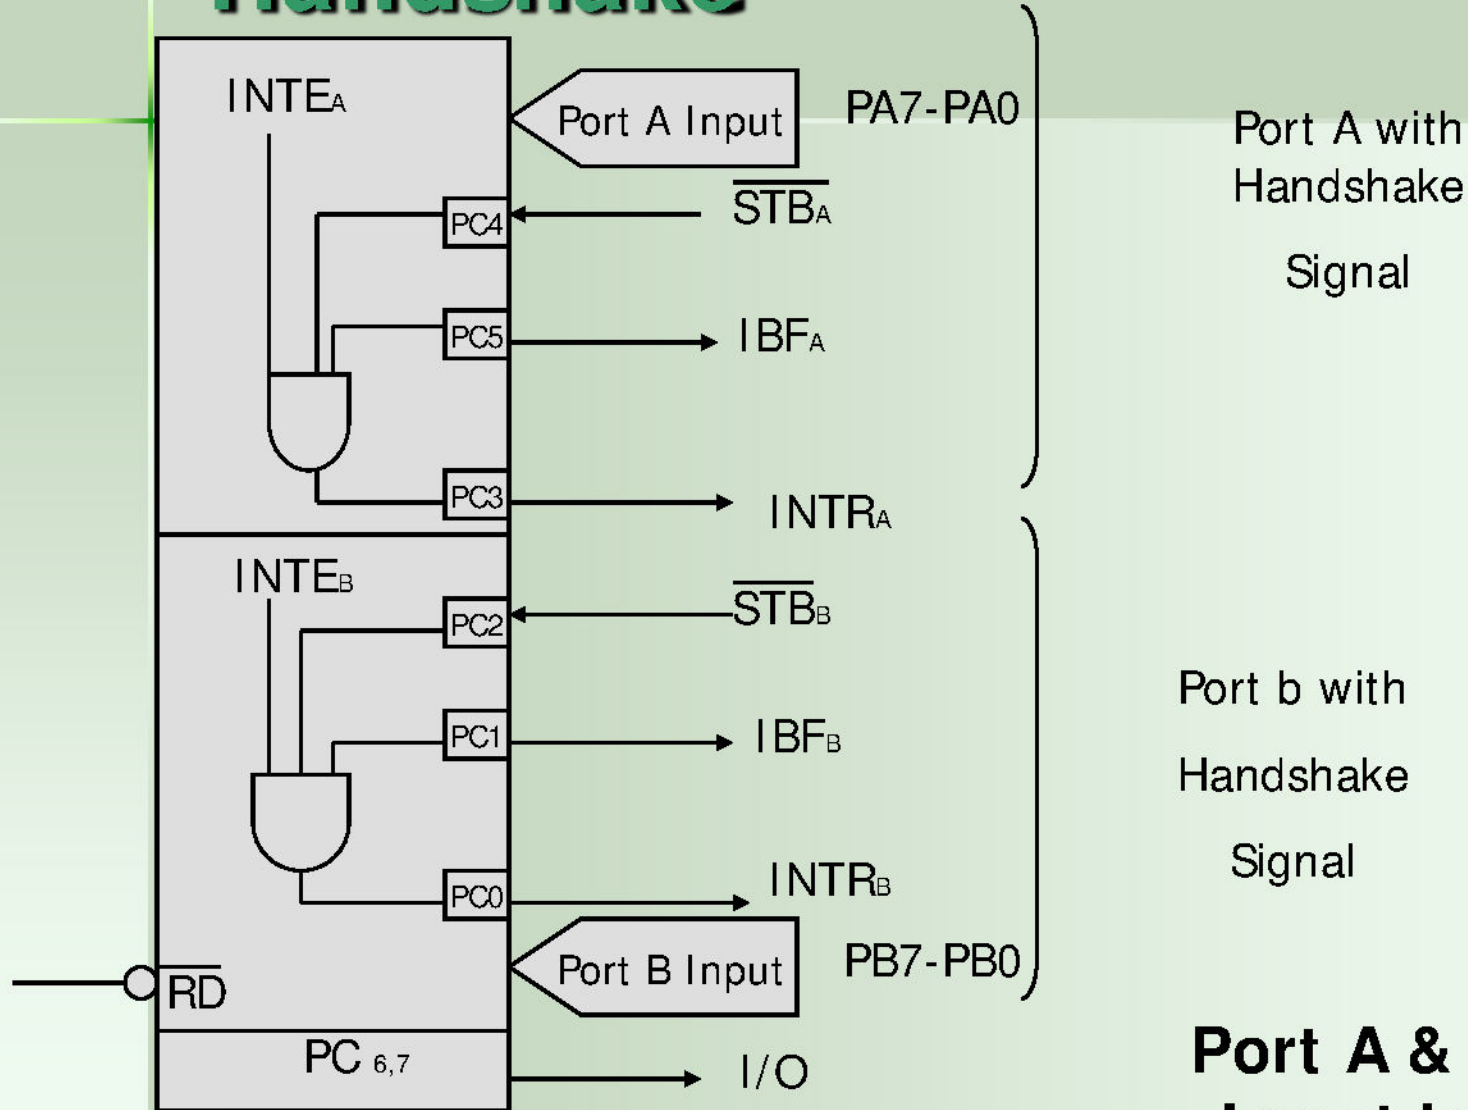 Handshake
INTEA
Port A Input
PA7-PA0
Port A with
Handshake
Signal
PC4
STBA
PC5
IBFA
PC3
INTRA
INTEB
PC2
STBB
PC1
IBFB
Port b with
Handshake
Signal
PC0
INTRB
RD
Port B Input
PB7-PB0
PC 6,7
I/O
Port A &